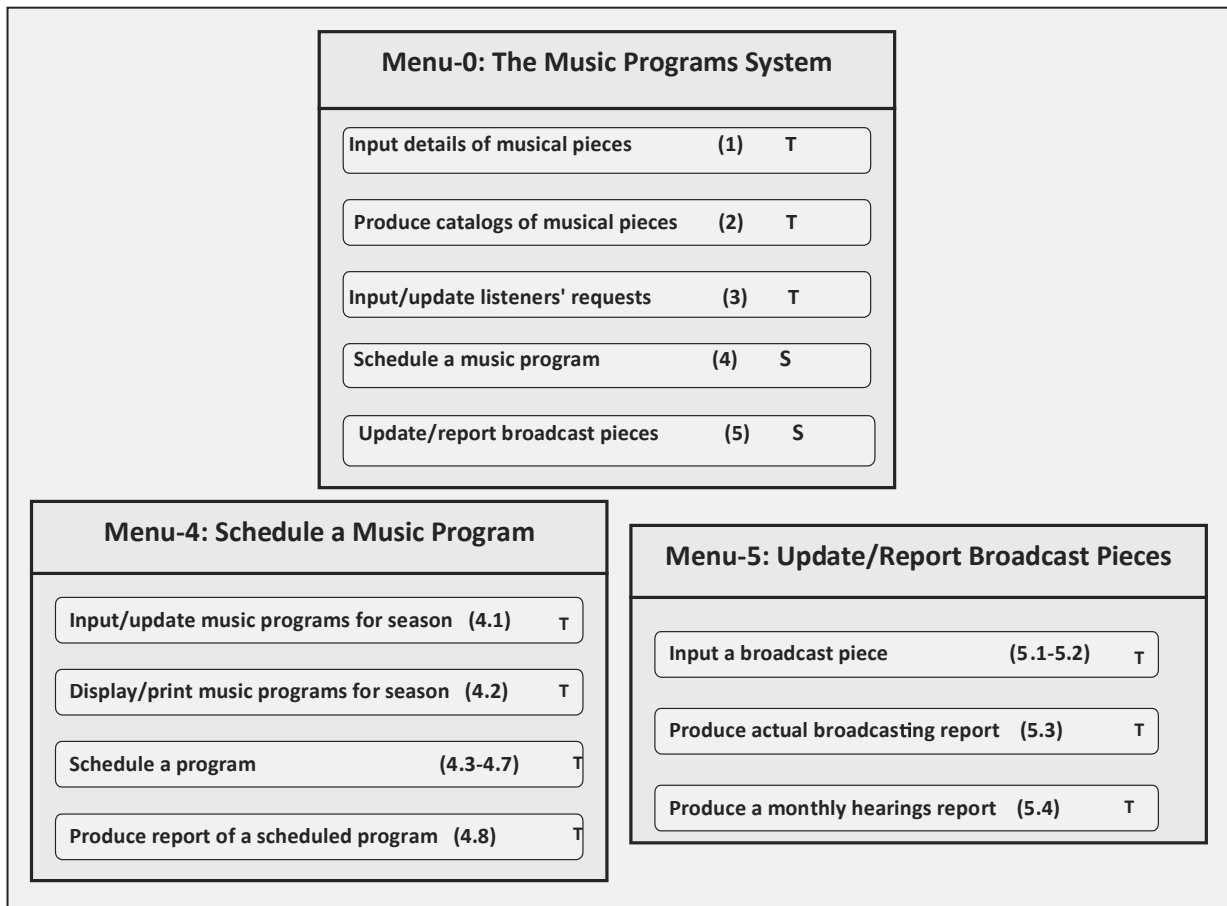 Menu-0: The Music Programs System
Input details of musical pieces (1) T
Produce catalogs of musical pieces (2) T
Input/update listeners' requests (3) T
Schedule a music program (4) S
Update/report broadcast pieces (5) S
Menu-4: Schedule a Music Program
Input/update music programs for season (4.1) T
Display/print music programs for season (4.2) T
Schedule a program (4.3-4.7) T
Produce report of a scheduled program (4.8) T
Menu-5: Update/Report Broadcast Pieces
Input a broadcast piece (5.1-5.2) T
Produce actual broadcasting report (5.3) T
Produce a monthly hearings report (5.4) T